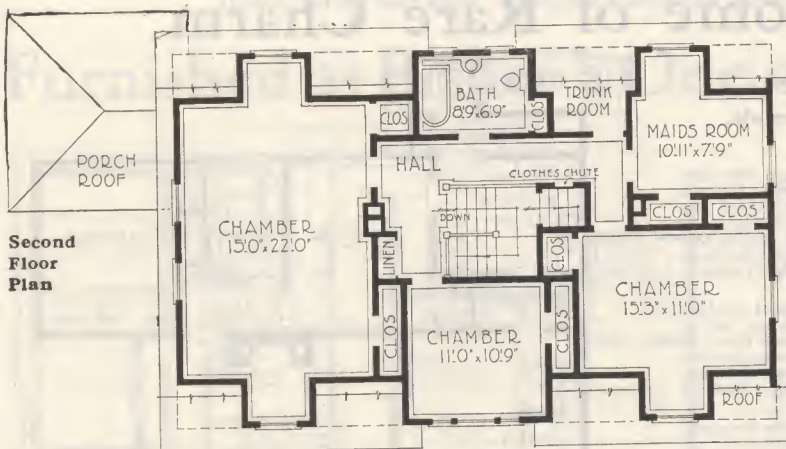 PORCH
ROOF
Second
Floor
Plan
CHAMBER
15'0"x22'0"
CLOS
BATH
8'9"x6'9"
CLOS
TRUNK
ROOM
MAIDS ROOM
10'11"x7'9"
HALL
CLOTHES CHUTE
DOWN
LINEN
CLOS
CLOS
CLOS
CLOS
CHAMBER
11'0"x10'9"
CLOS
CHAMBER
15'3"x11'0"
ROOF